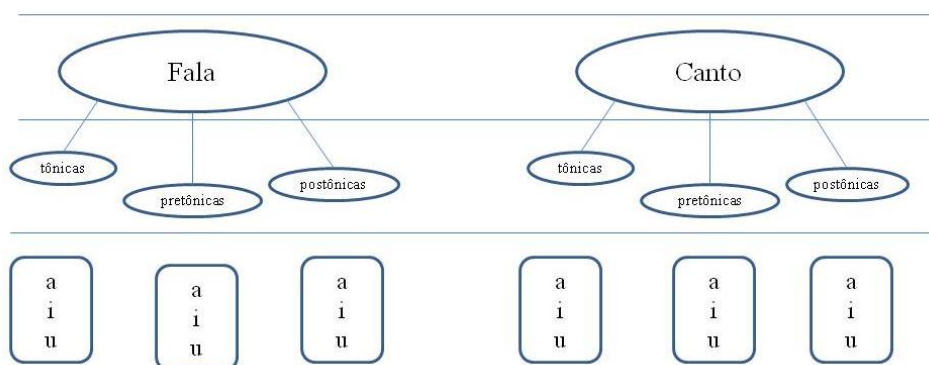 Fala
Canto
tônicas
pretônicas
postônicas
tônicas
pretônicas
postônicas
a
i
u
a
i
u
a
i
u
a
i
u
a
i
u
a
i
u